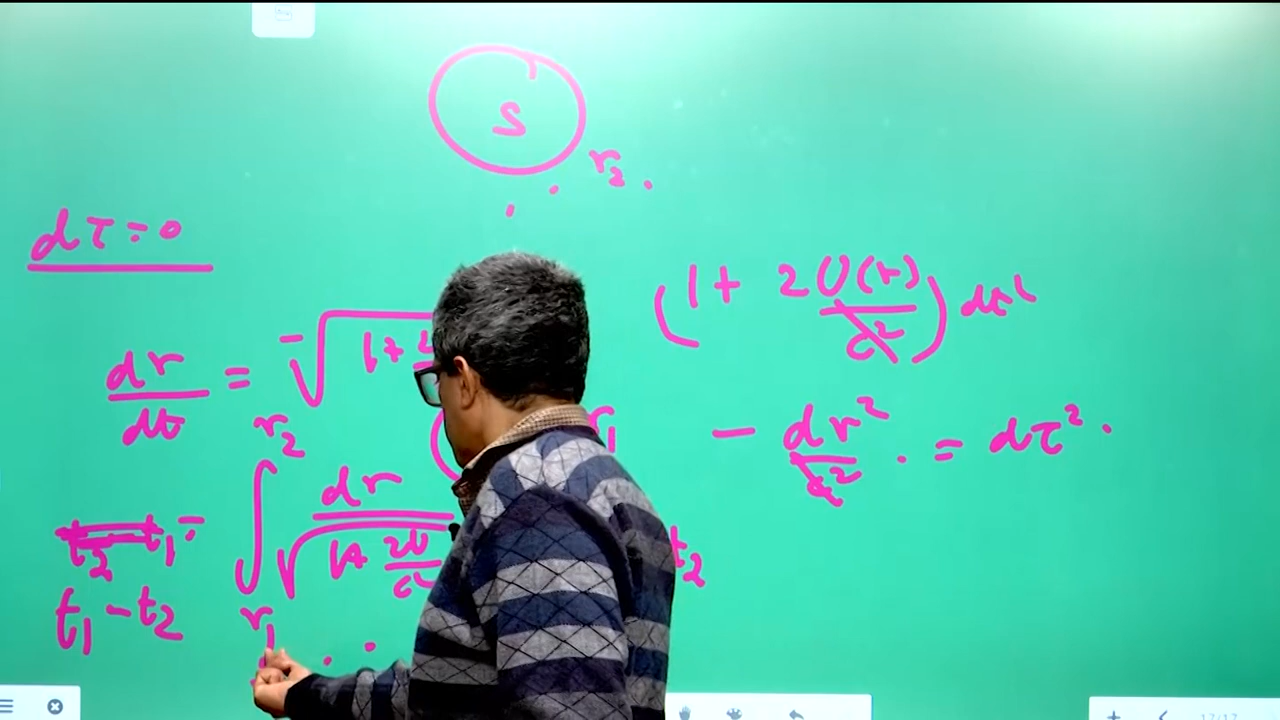 S
r₂
dτ = 0
(1 + 2U(r)/c²) dt²
dr/dt = -√1+
- dr²/c² = dτ²
r₂
r₁
∫ dr/√1+ 2U/c²
t₂ - t₁ =
t₂
t₁ - t₂
r₁